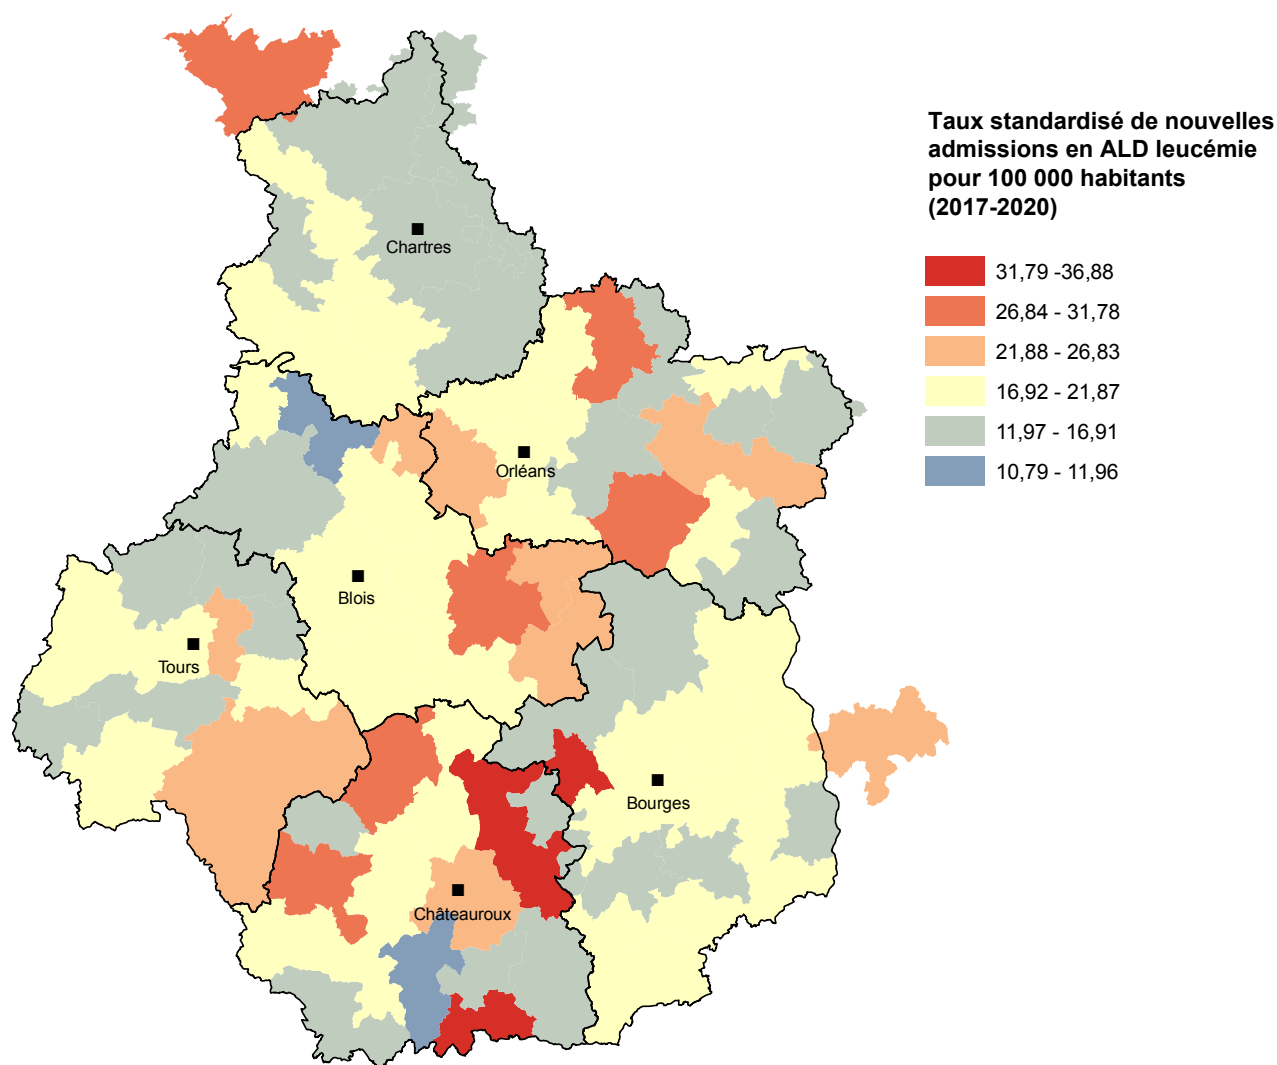 Taux standardisé de nouvelles
admissions en ALD leucémie
pour 100 000 habitants
(2017-2020)
31,79 -36,88
26,84 - 31,78
21,88 - 26,83
16,92 - 21,87
11,97 - 16,91
10,79 - 11,96
Chartres
Orléans
Blois
Tours
Bourges
Châteauroux